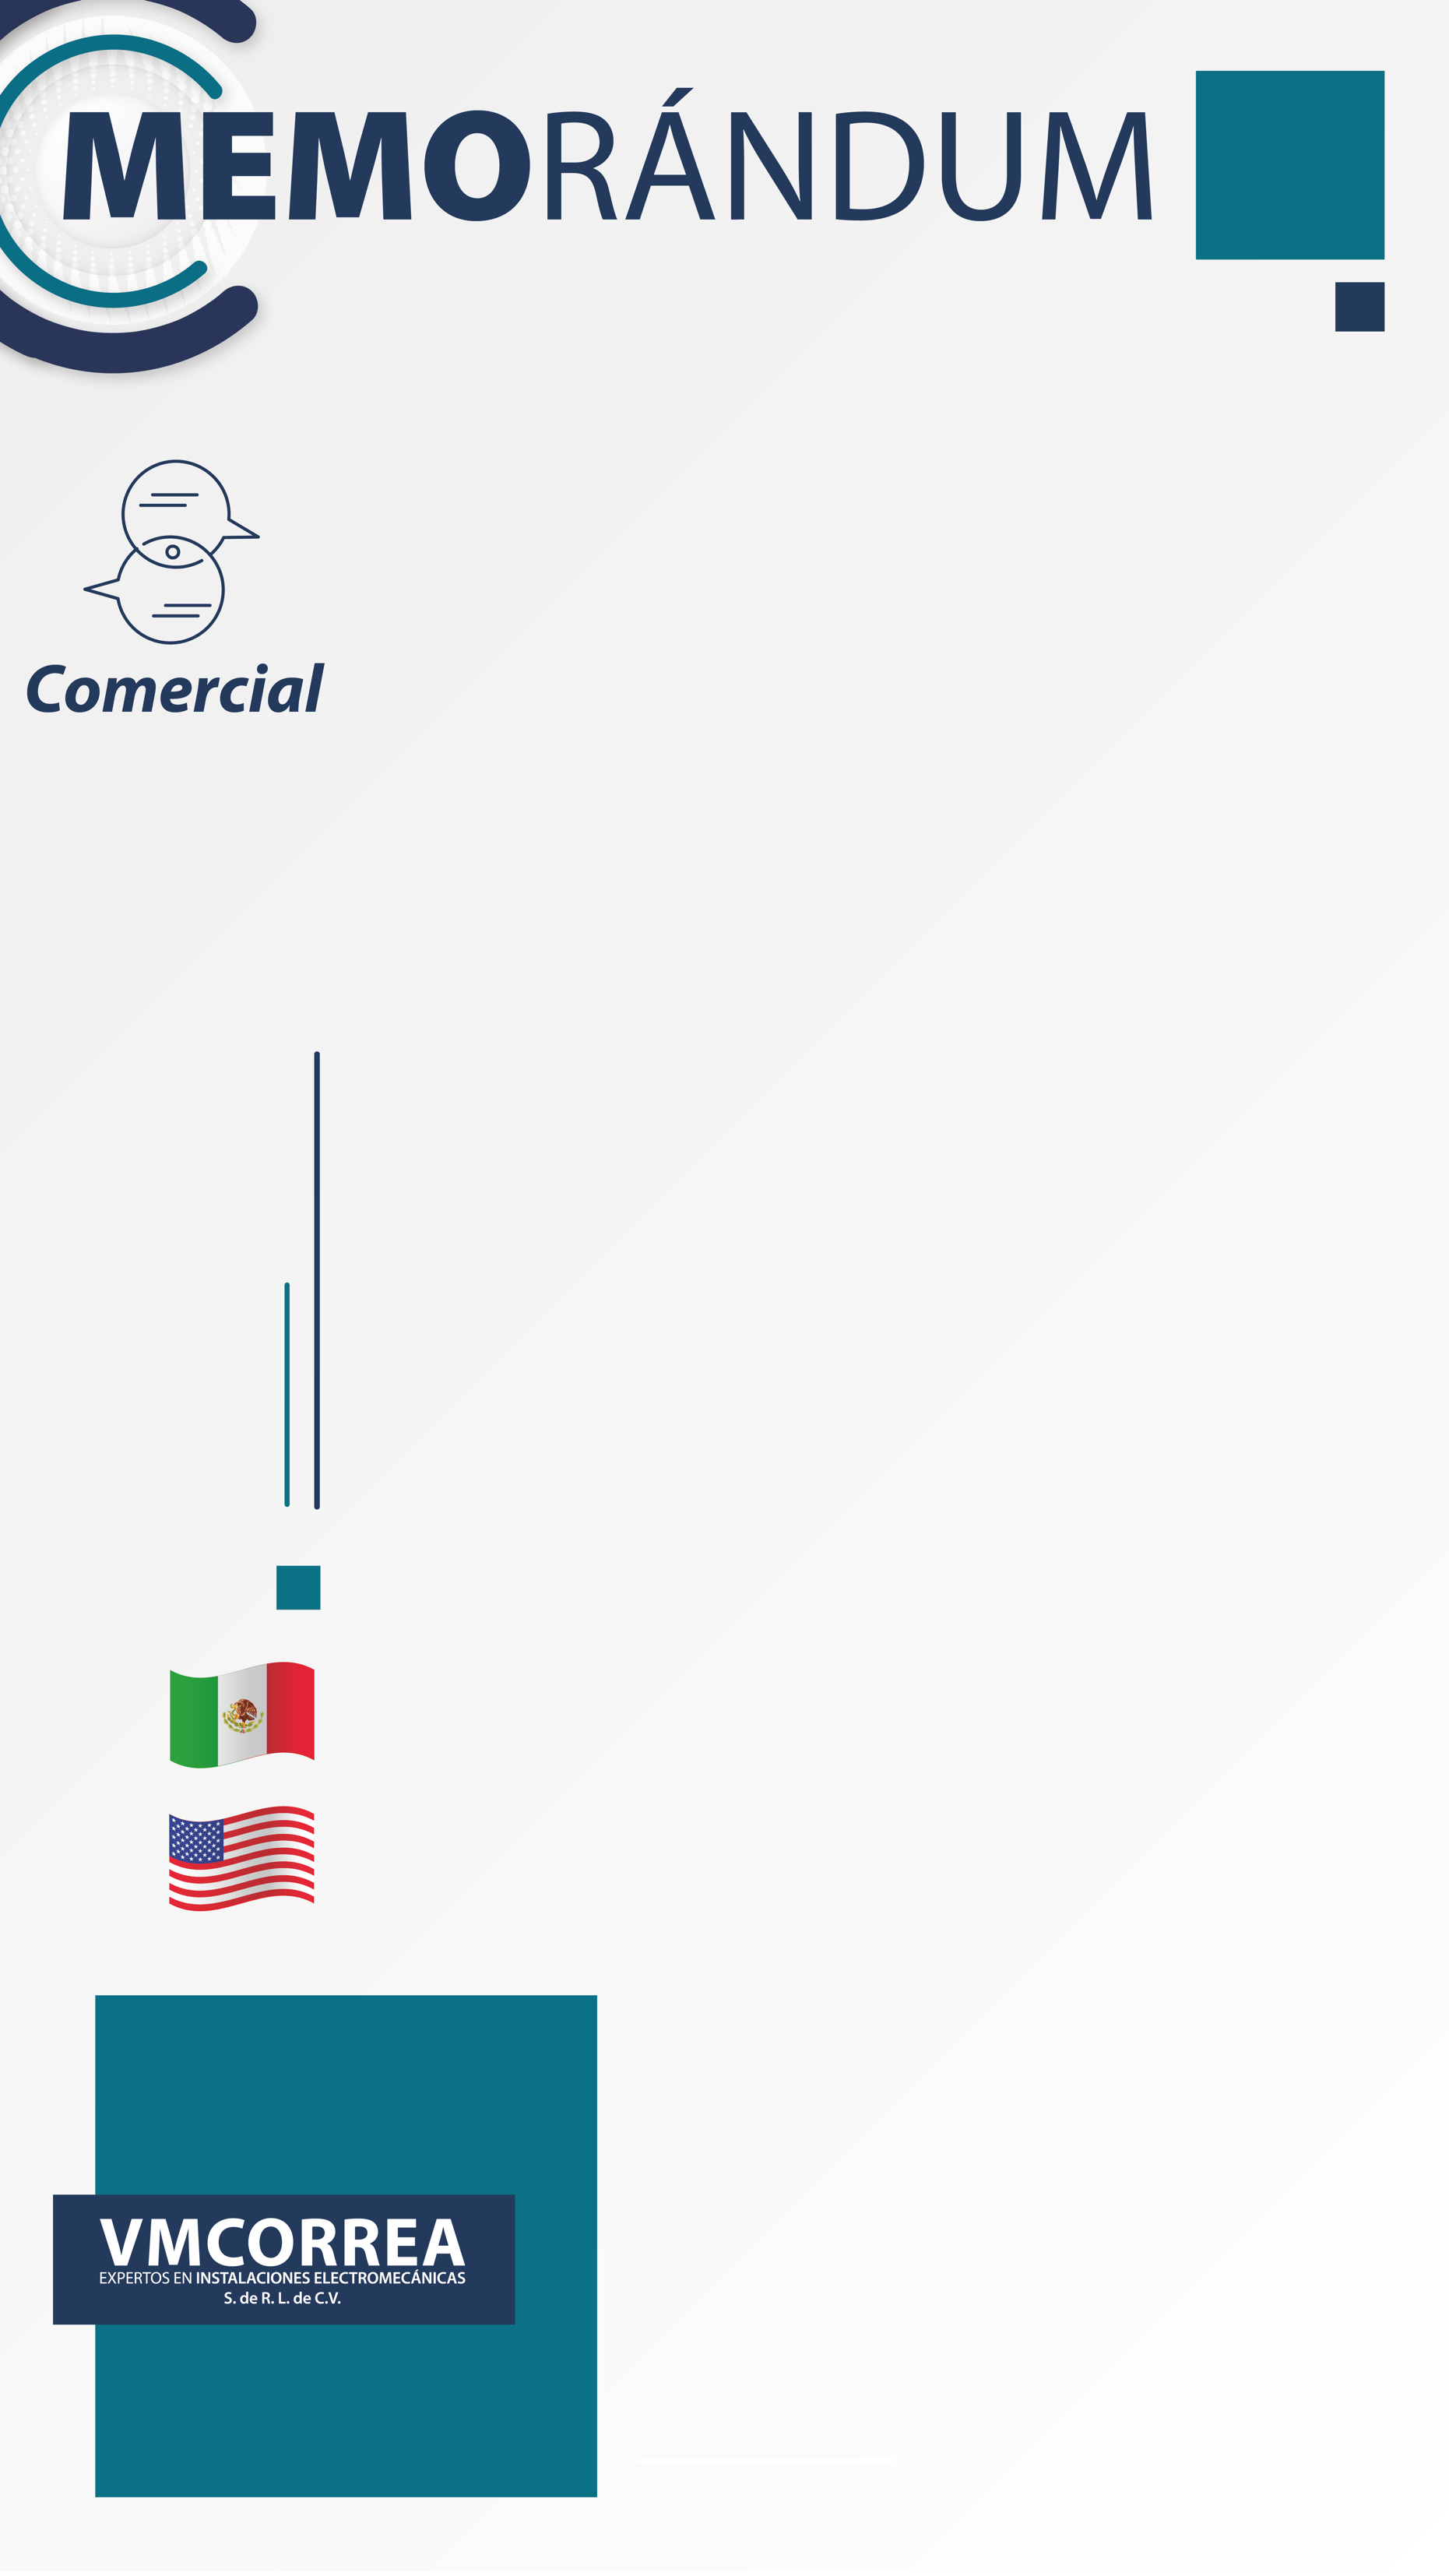 MEMORÁNDUM
Comercial
VMCORREA
EXPERTOS EN INSTALACIONES ELECTROMECÁNICAS
S. de R. L. de C.V.